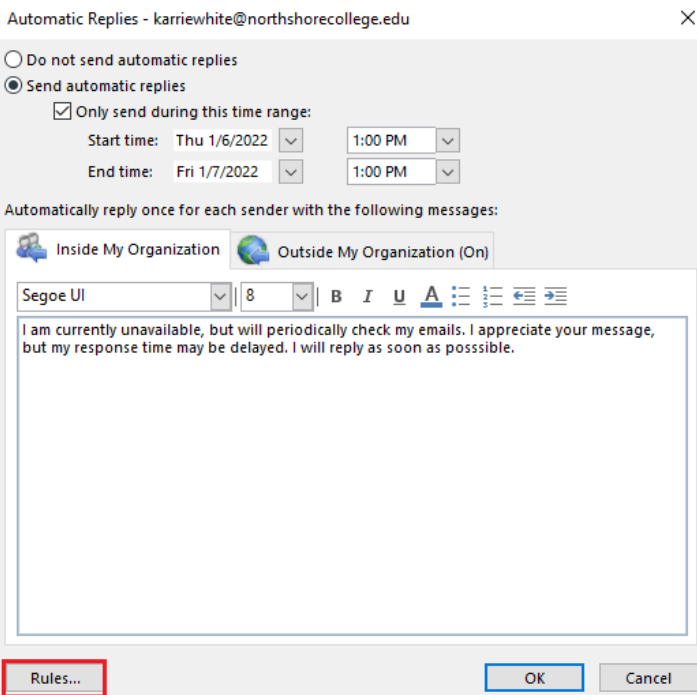 Automatic Replies - karriewhite@northshorecollege.edu
Do not send automatic replies
Send automatic replies
Only send during this time range:
Start time: Thu 1/6/2022 1:00 PM
End time: Fri 1/7/2022 1:00 PM
Automatically reply once for each sender with the following messages:
Inside My Organization Outside My Organization (On)
Segoe UI 8 B I U A
I am currently unavailable, but will periodically check my emails. I appreciate your message,
but my response time may be delayed. I will reply as soon as posssible.
Rules... OK Cancel